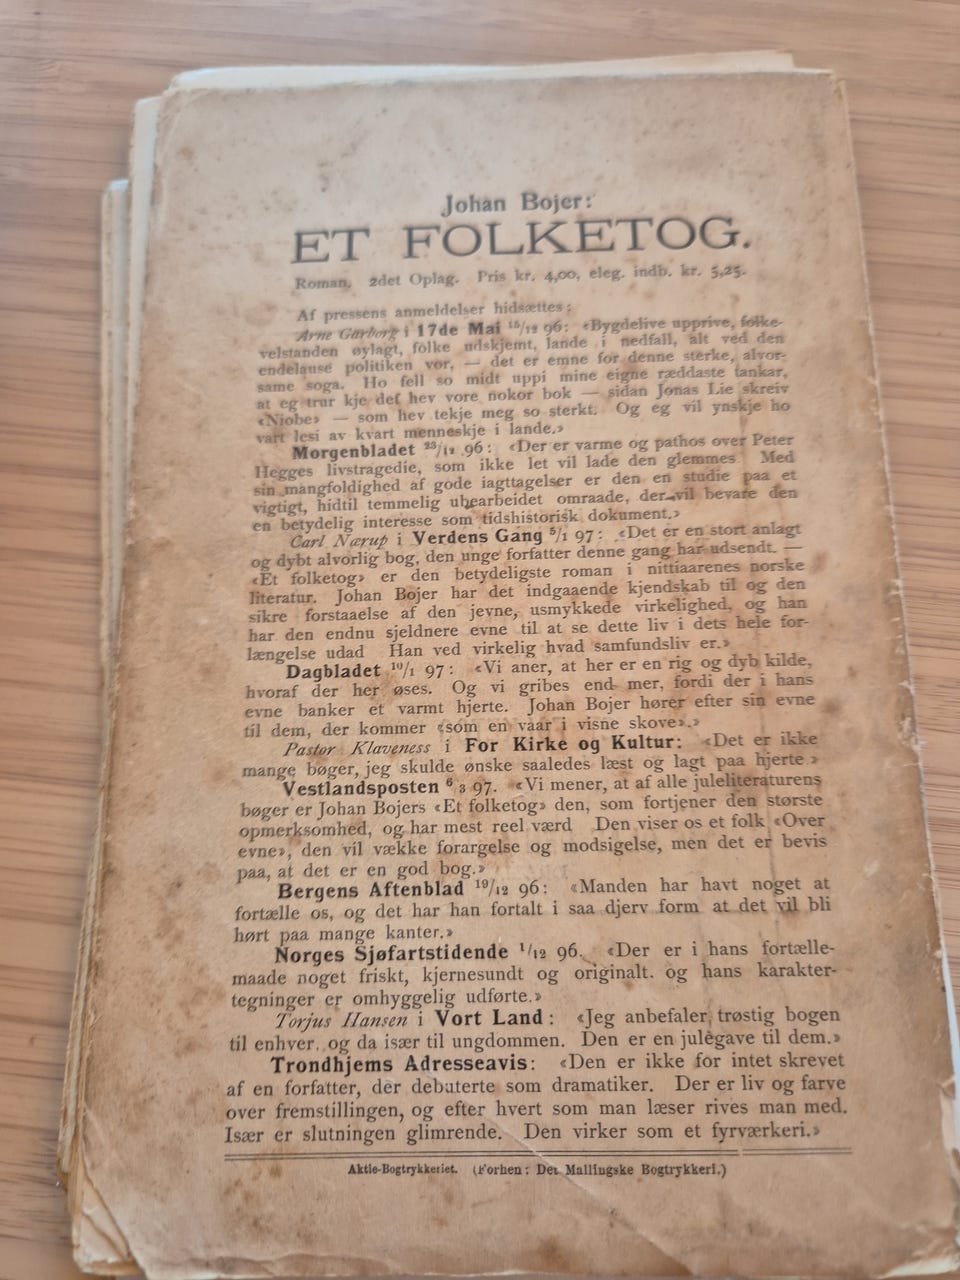 Johan Bojer:
ET FOLKETOG.
Roman. 2det Oplag. Pris kr. 4,00, eleg. indb. kr. 5,25.
Af pressens anmeldelser hidsættes:
Arne Garborg i 17de Mai 15/12 96: «Bygdelive upprive, folke-
velstanden øylagt, folke udskjemt, lande i nedfall, alt ved den
endelause politiken vor, — det er emne for denne sterke, alvor-
same soga. Ho fell so midt uppi mine eigne ræddaste tankar,
at eg trur kje det hev vore nokor bok — sidan Jonas Lie skreiv
«Niobe» — som hev tekje meg so sterkt. Og eg vil ynskje ho
vart lesi av kvart menneskje i lande.»
Morgenbladet 23/12 96: «Der er varme og pathos over Peter
Hegges livstragedie, som ikke let vil lade den glemmes. Med
sin mangfoldighed af gode iagttagelser er den en studie paa et
vigtigt, hidtil temmelig ubearbeidet omraade, der vil bevare den
en betydelig interesse som tidshistorisk dokument.»
Carl Nærup i Verdens Gang 5/1 97: «Det er en stort anlagt
og dybt alvorlig bog, den unge forfatter denne gang har udsendt. —
«Et folketog» er den betydeligste roman i nittiaarenes norske
literatur. Johan Bojer har det indgaaende kjendskab til og den
sikre forstaaelse af den jevne, usmykkede virkelighed, og han
har den endnu sjeldnere evne til at se dette liv i dets hele for-
længelse udad Han ved virkelig hvad samfundsliv er.»
Dagbladet 10/1 97: «Vi aner, at her er en rig og dyb kilde,
hvoraf der her øses. Og vi gribes end mer, fordi der i hans
evne banker et varmt hjerte. Johan Bojer hører efter sin evne
til dem, der kommer «som en vaar i visne skove».»
Pastor Klaveness i For Kirke og Kultur: «Det er ikke
mange bøger, jeg skulde ønske saaledes læst og lagt paa hjerte.»
Vestlandsposten 6/3 97. «Vi mener, at af alle juleliteraturens
bøger er Johan Bojers «Et folketog» den, som fortjener den største
opmerksomhed, og har mest reel værd Den viser os et folk «Over
evne», den vil vække forargelse og modsigelse, men det er bevis
paa, at det er en god bog.»
Bergens Aftenblad 19/12 96: «Manden har havt noget at
fortælle os, og det har han fortalt i saa djerv form at det vil bli
hørt paa mange kanter.»
Norges Sjøfartstidende 1/12 96. «Der er i hans fortælle-
maade noget friskt, kjernesundt og originalt. og hans karakter-
tegninger er omhyggelig udførte.»
Torjus Hansen i Vort Land: «Jeg anbefaler trøstig bogen
til enhver, og da især til ungdommen. Den er en julegave til dem.»
Trondhjems Adresseavis: «Den er ikke for intet skrevet
af en forfatter, der debuterte som dramatiker. Der er liv og farve
over fremstillingen, og efter hvert som man læser rives man med.
Især er slutningen glimrende. Den virker som et fyrværkeri.»
Aktie-Bogtrykkeriet. (Forhen: Det Mallingske Bogtrykkeri.)